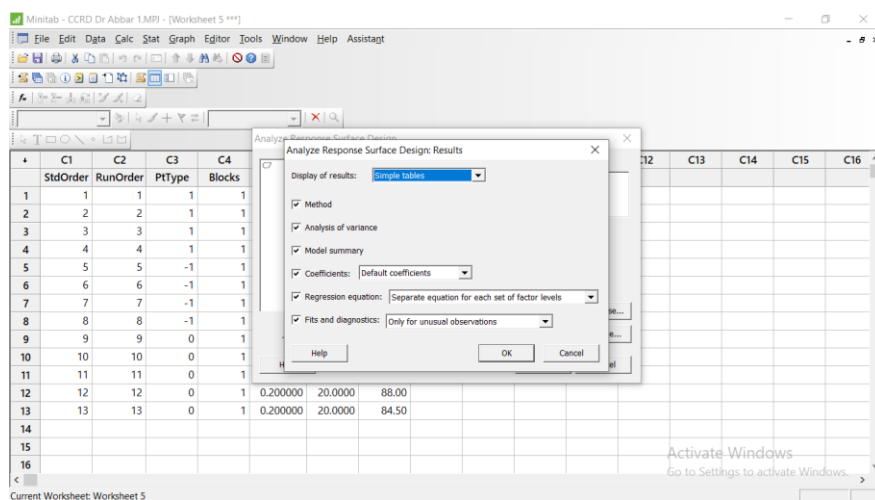 Minitab - CCRD Dr Abbar 1.MPJ - [Worksheet 5 ***]
File Edit Data Calc Stat Graph Editor Tools Window Help Assistant
Analyze Response Surface Design
Analyze Response Surface Design: Results
Display of results: Simple tables
Method
Analysis of variance
Model summary
Coefficients: Default coefficients
Regression equation: Separate equation for each set of factor levels
Fits and diagnostics: Only for unusual observations
Help OK Cancel
C7
C1 C2 C3 C4 C12 C13 C14 C15 C16
StdOrder RunOrder PtType Blocks
1 1 1 1 1
2 2 2 1 1
3 3 3 1 1
4 4 4 1 1
5 5 5 -1 1
6 6 6 -1 1
7 7 7 -1 1
8 8 8 -1 1
9 9 9 0 1
10 10 10 0 1
11 11 11 0 1
12 12 12 0 1 0.200000 20.0000 88.00
13 13 13 0 1 0.200000 20.0000 84.50
14
15
16
Activate Windows
Go to Settings to activate Windows.
Current Worksheet: Worksheet 5